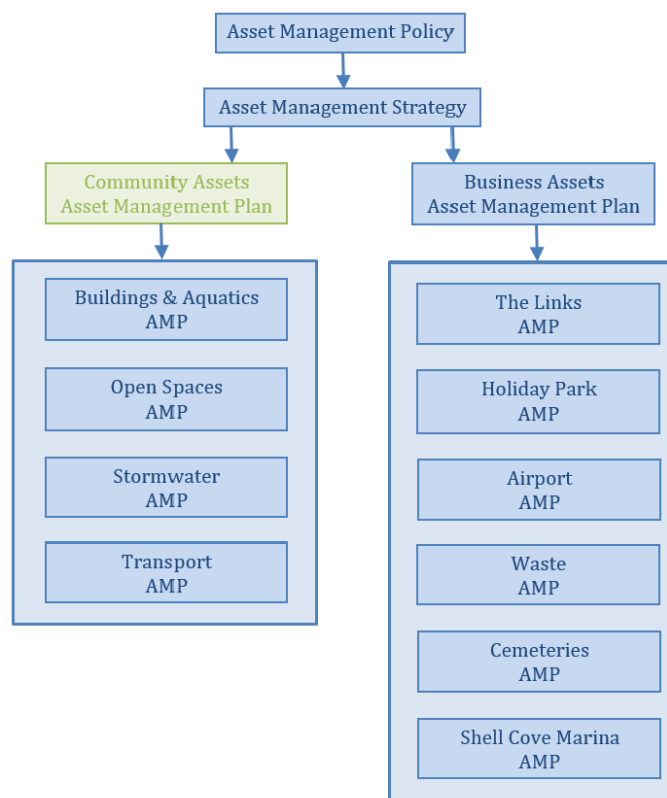 Asset Management Policy
Asset Management Strategy
Community Assets
Asset Management Plan
Buildings & Aquatics
AMP
Open Spaces
AMP
Stormwater
AMP
Transport
AMP
Business Assets
Asset Management Plan
The Links
AMP
Holiday Park
AMP
Airport
AMP
Waste
AMP
Cemeteries
AMP
Shell Cove Marina
AMP